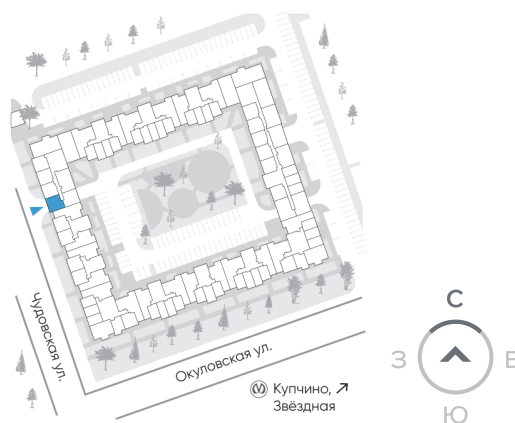 Чудовская ул.
Окуловская ул.
Купчино,
Звёздная
С
З
В
Ю